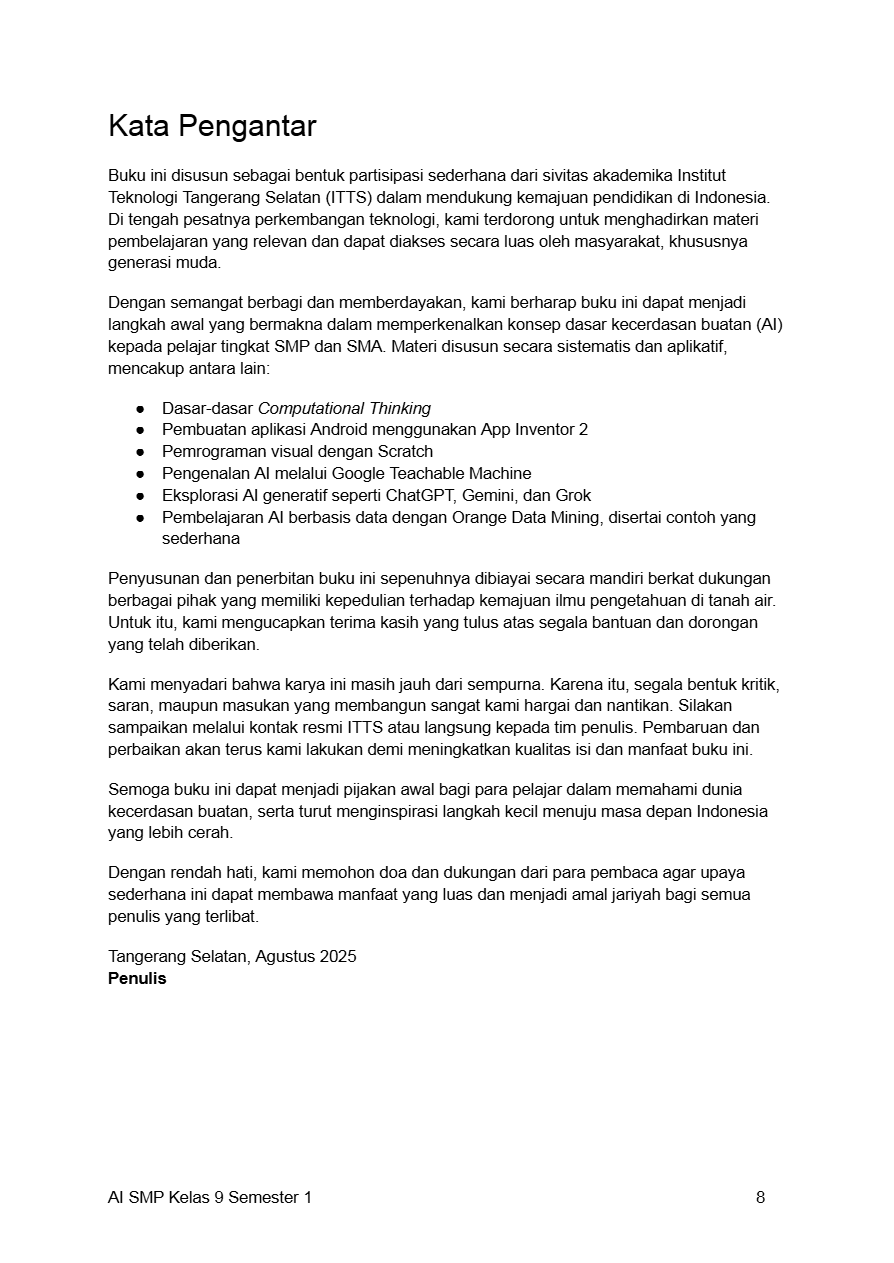 Kata Pengantar
Buku ini disusun sebagai bentuk partisipasi sederhana dari sivitas akademika Institut
Teknologi Tangerang Selatan (ITTS) dalam mendukung kemajuan pendidikan di Indonesia.
Di tengah pesatnya perkembangan teknologi, kami terdorong untuk menghadirkan materi
pembelajaran yang relevan dan dapat diakses secara luas oleh masyarakat, khususnya
generasi muda.
Dengan semangat berbagi dan memberdayakan, kami berharap buku ini dapat menjadi
langkah awal yang bermakna dalam memperkenalkan konsep dasar kecerdasan buatan (AI)
kepada pelajar tingkat SMP dan SMA. Materi disusun secara sistematis dan aplikatif,
mencakup antara lain:
● Dasar-dasar Computational Thinking
● Pembuatan aplikasi Android menggunakan App Inventor 2
● Pemrograman visual dengan Scratch
● Pengenalan AI melalui Google Teachable Machine
● Eksplorasi AI generatif seperti ChatGPT, Gemini, dan Grok
● Pembelajaran AI berbasis data dengan Orange Data Mining, disertai contoh yang
sederhana
Penyusunan dan penerbitan buku ini sepenuhnya dibiayai secara mandiri berkat dukungan
berbagai pihak yang memiliki kepedulian terhadap kemajuan ilmu pengetahuan di tanah air.
Untuk itu, kami mengucapkan terima kasih yang tulus atas segala bantuan dan dorongan
yang telah diberikan.
Kami menyadari bahwa karya ini masih jauh dari sempurna. Karena itu, segala bentuk kritik,
saran, maupun masukan yang membangun sangat kami hargai dan nantikan. Silakan
sampaikan melalui kontak resmi ITTS atau langsung kepada tim penulis. Pembaruan dan
perbaikan akan terus kami lakukan demi meningkatkan kualitas isi dan manfaat buku ini.
Semoga buku ini dapat menjadi pijakan awal bagi para pelajar dalam memahami dunia
kecerdasan buatan, serta turut menginspirasi langkah kecil menuju masa depan Indonesia
yang lebih cerah.
Dengan rendah hati, kami memohon doa dan dukungan dari para pembaca agar upaya
sederhana ini dapat membawa manfaat yang luas dan menjadi amal jariyah bagi semua
penulis yang terlibat.
Tangerang Selatan, Agustus 2025
Penulis
AI SMP Kelas 9 Semester 1 8